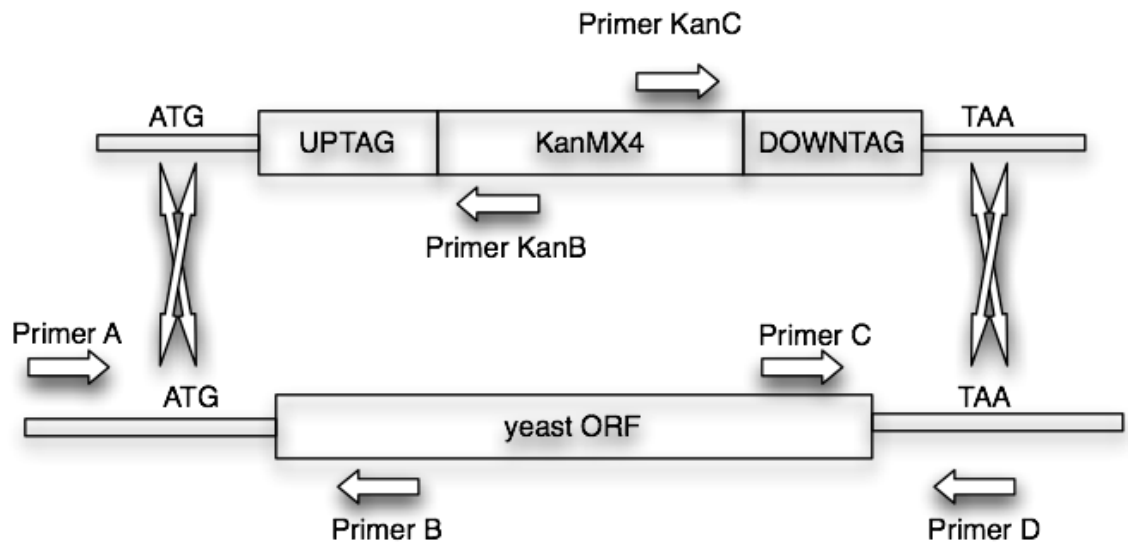 Primer KanC
ATG
TAA
UPTAG
KanMX4
DOWNTAG
Primer KanB
Primer A
Primer C
ATG
TAA
yeast ORF
Primer B
Primer D